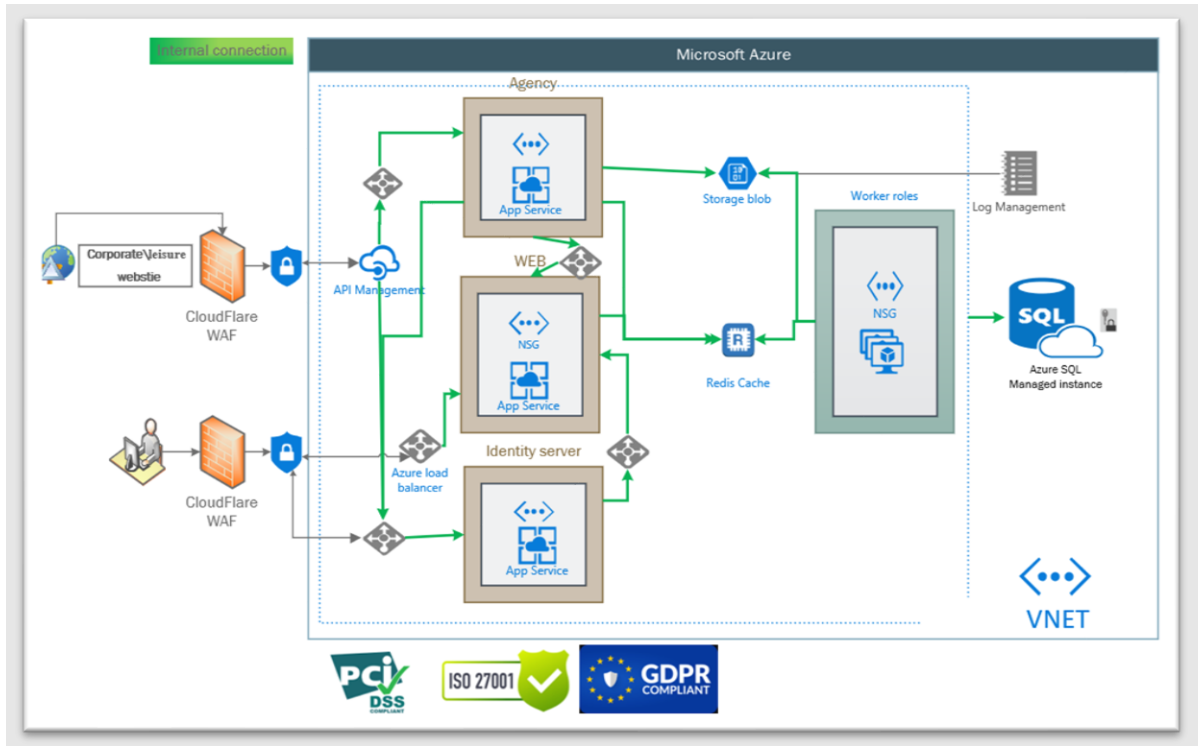 Internal connection
Microsoft Azure
Agency
App Service
Storage blob
Worker roles
Log Management
Corporate\leisure
webstie
CloudFlare
WAF
API Management
WEB
NSG
App Service
Redis Cache
NSG
SQL
Azure SQL
Managed instance
CloudFlare
WAF
Azure load
balancer
Identity server
App Service
VNET
PCI
DSS
COMPLIANT
ISO 27001
GDPR
COMPLIANT